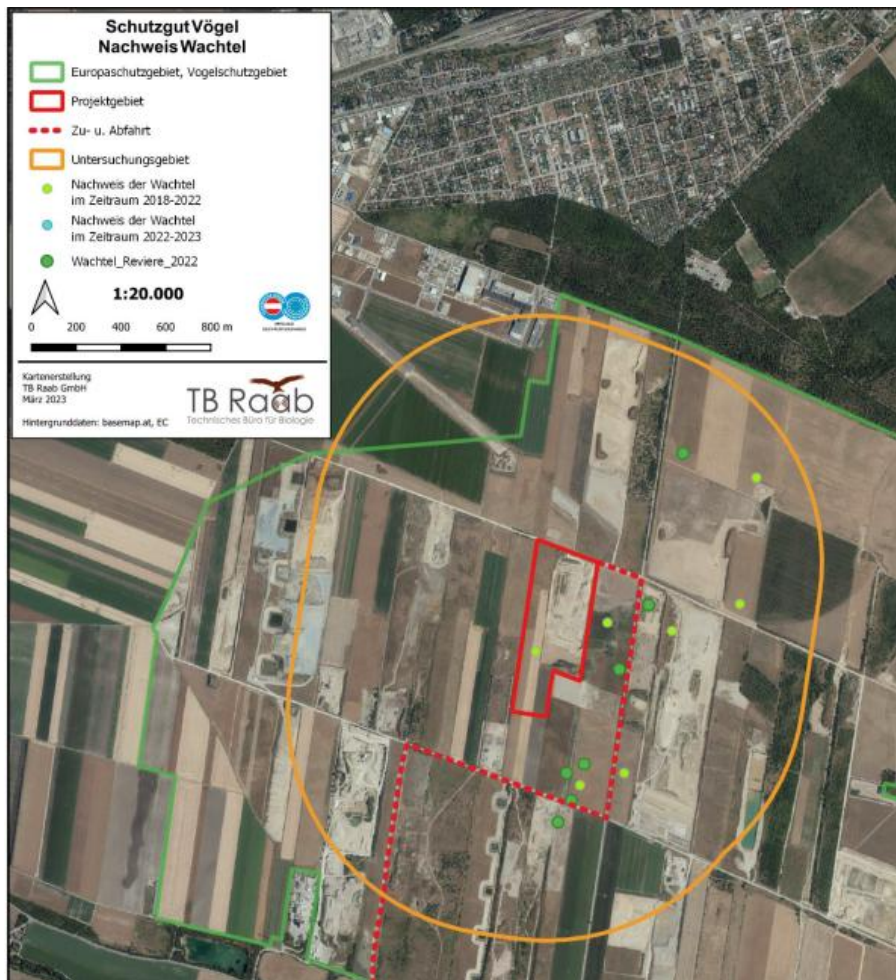 Schutzgut Vögel
Nachweis Wachtel
Europaschutzgebiet, Vogelschutzgebiet
Projektgebiet
Zu- u. Abfahrt
Untersuchungsgebiet
Nachweis der Wachtel
im Zeitraum 2018-2022
Nachweis der Wachtel
im Zeitraum 2022-2023
Wachtel_Reviere_2022
1:20.000
0 200 400 600 800 m
Kartenerstellung
TB Raab GmbH
März 2023
TB Raab
Technisches Büro für Biologie
Hintergrunddaten: basemap.at, EC